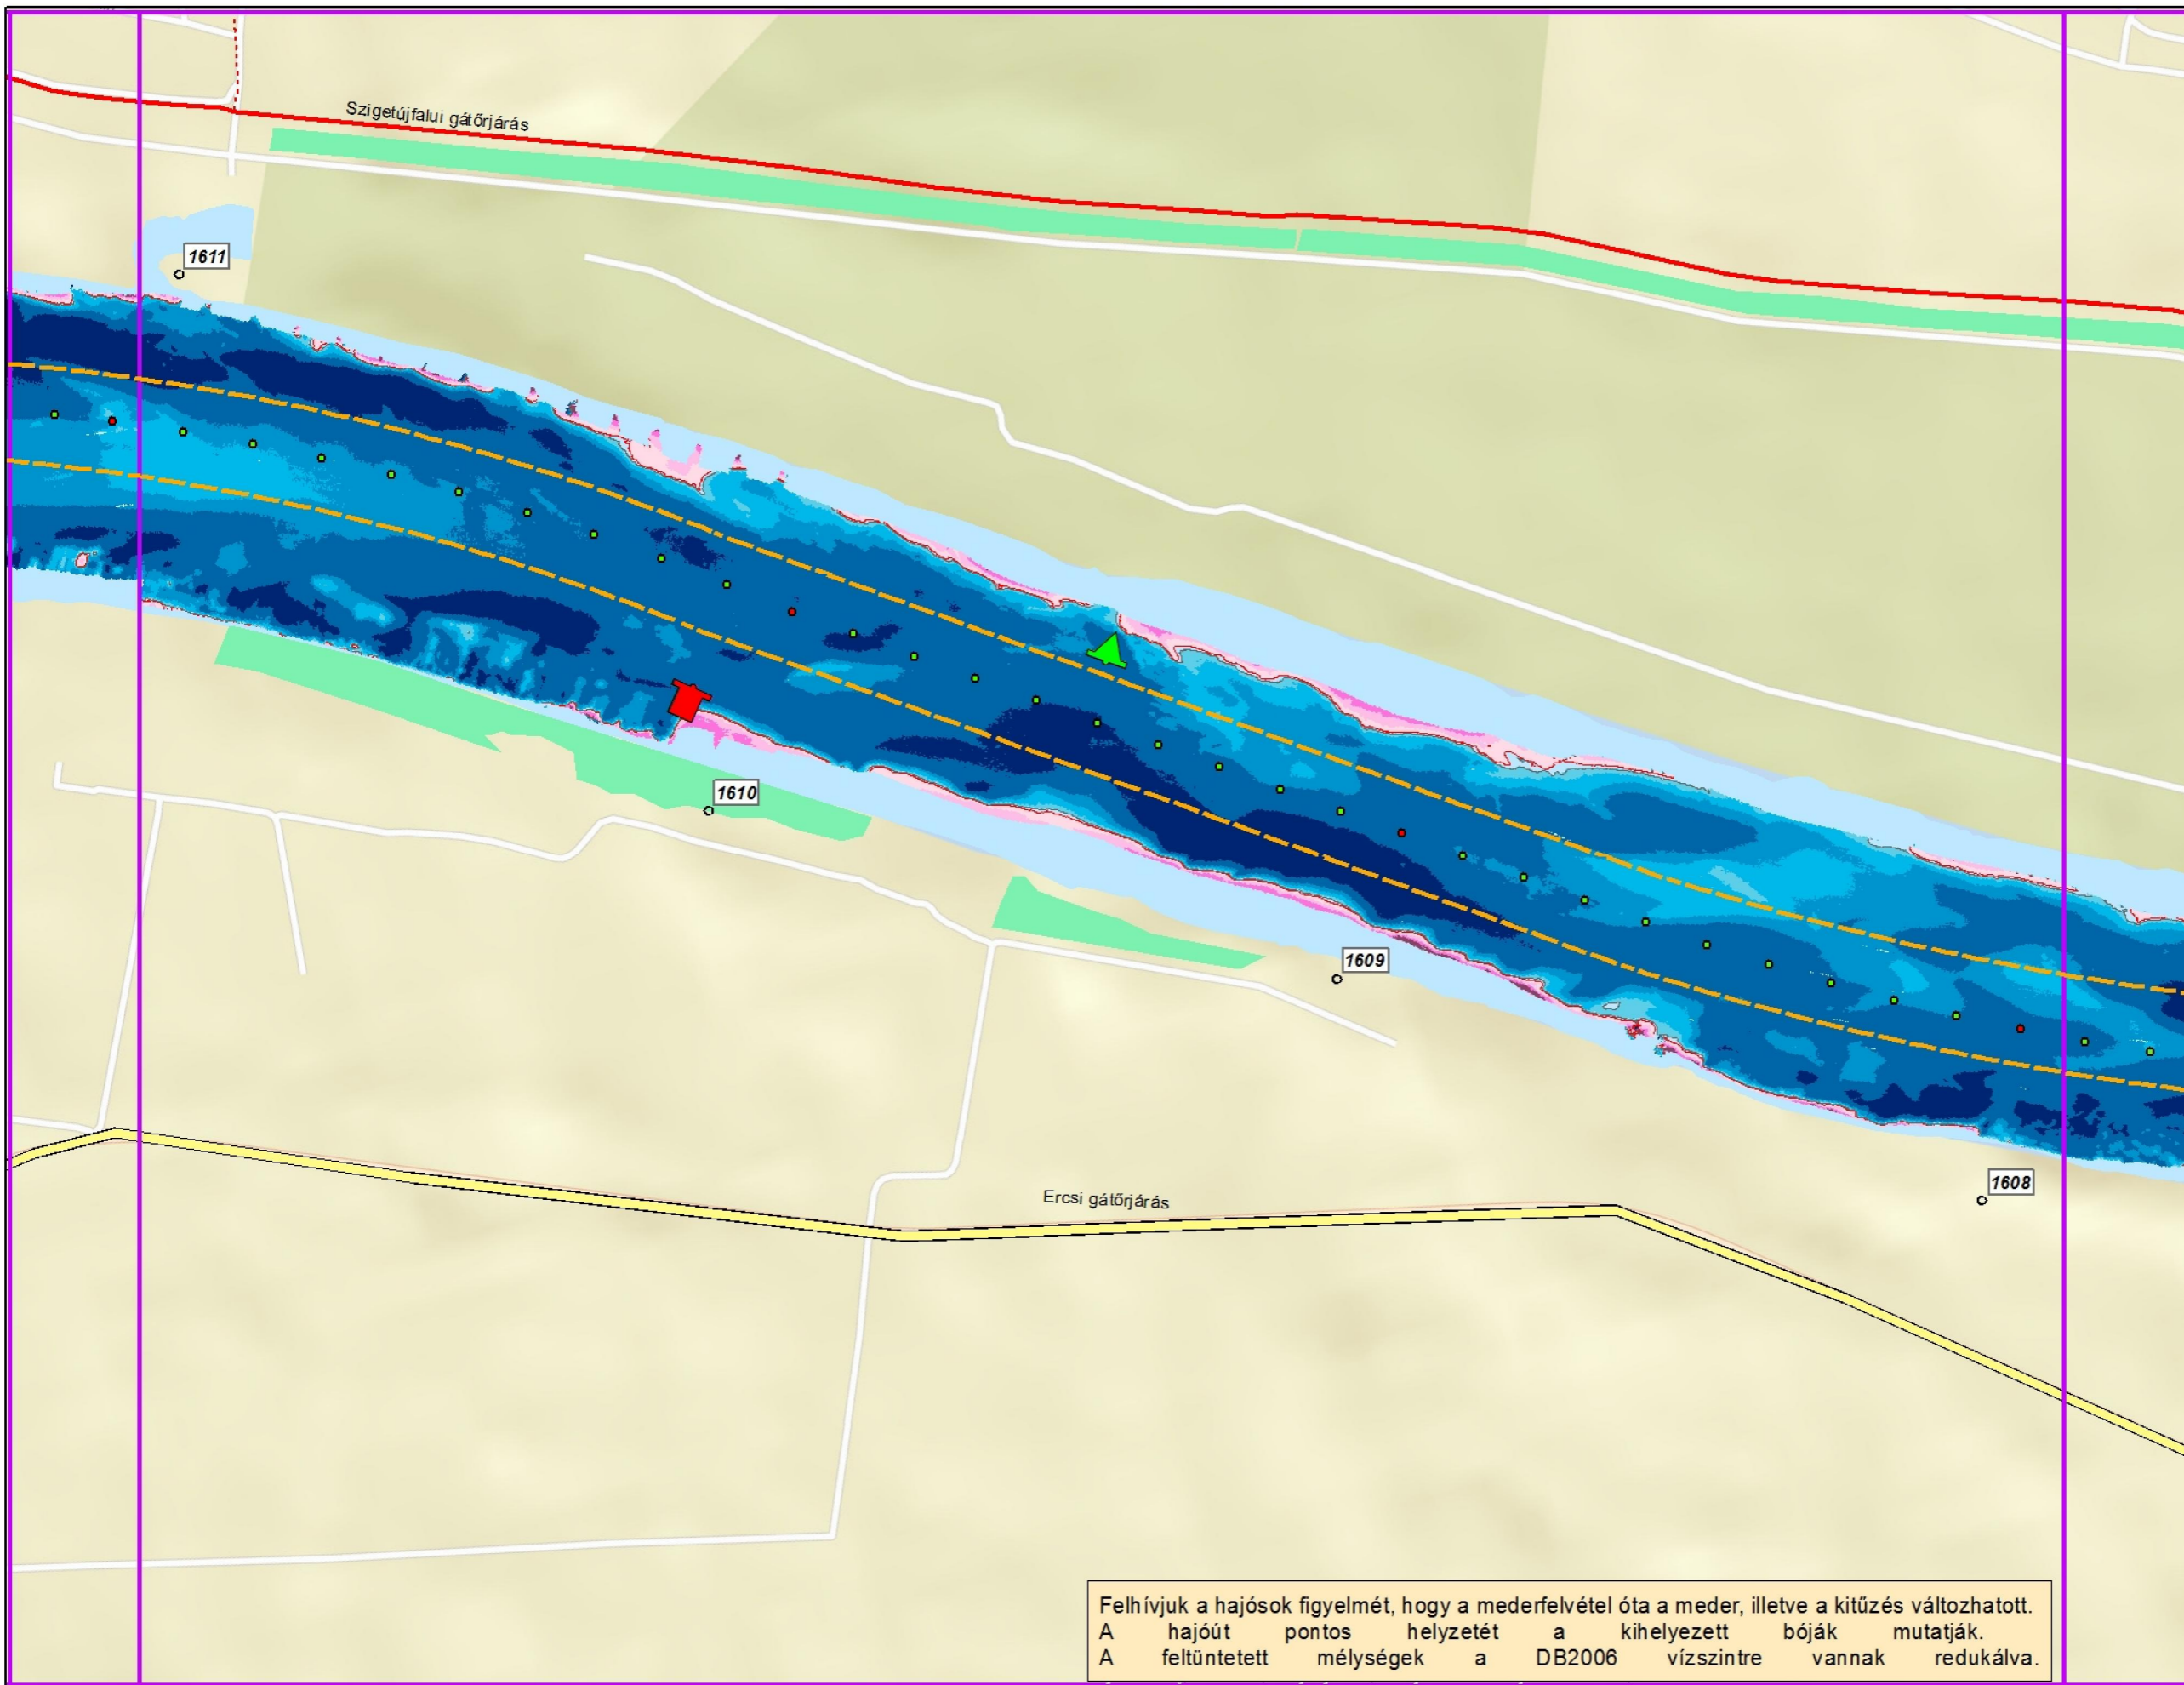 Szigetújfalui gátőrjárás
1611
1610
1609
1608
Ercsi gátőrjárás
Felhívjuk a hajósok figyelmét, hogy a mederfelvétel óta a meder, illetve a kitűzés változhatott.
A hajóút pontos helyzetét a kihelyezett bóják mutatják.
A feltüntetett mélységek a DB2006 vízszintre vannak redukálva.